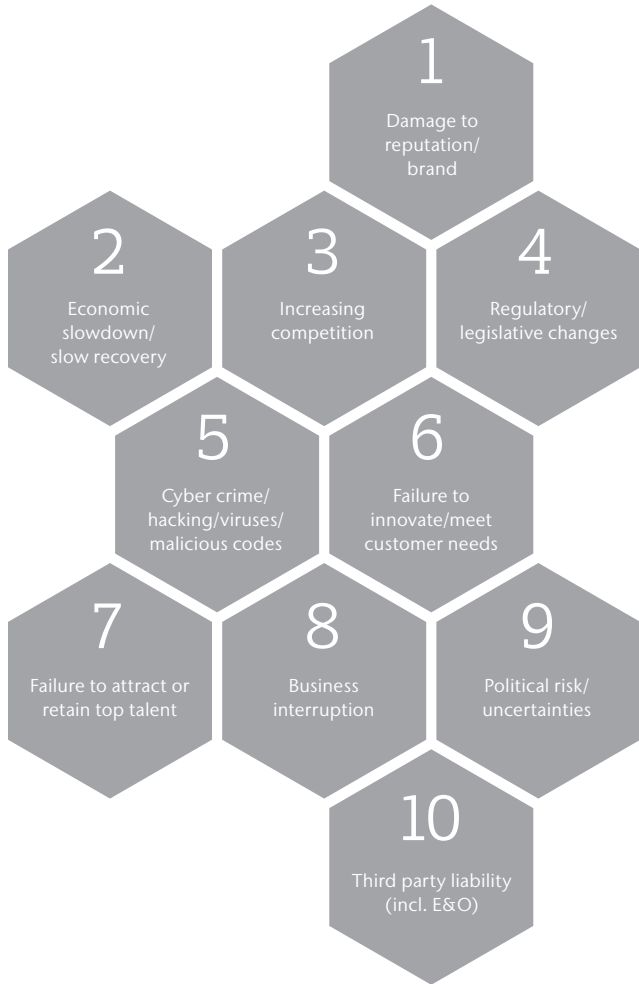 1
Damage to
reputation/
brand
2
Economic
slowdown/
slow recovery
3
Increasing
competition
4
Regulatory/
legislative changes
5
Cyber crime/
hacking/viruses/
malicious codes
6
Failure to
innovate/meet
customer needs
7
Failure to attract or
retain top talent
8
Business
interruption
9
Political risk/
uncertainties
10
Third party liability
(incl. E&O)